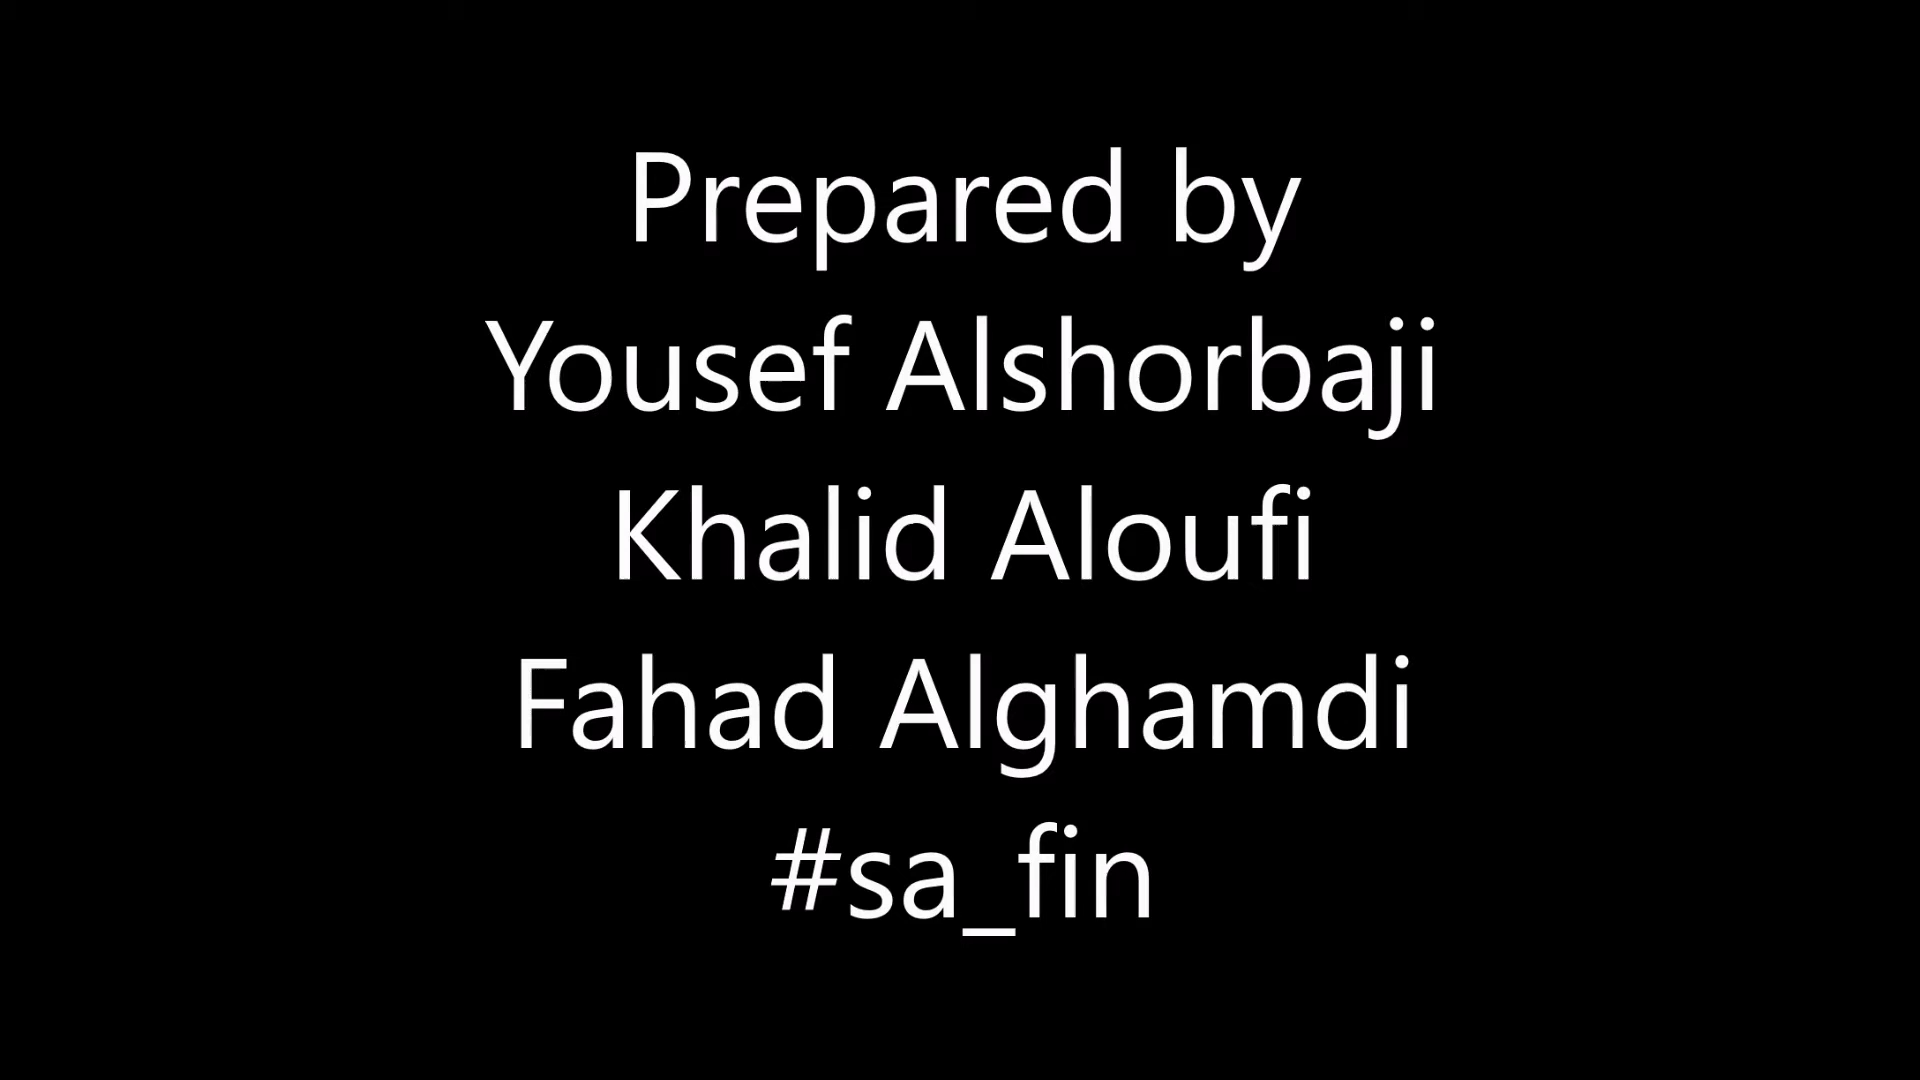 Prepared by
Yousef Alshorbaji
Khalid Aloufi
Fahad Alghamdi
#sa_fin